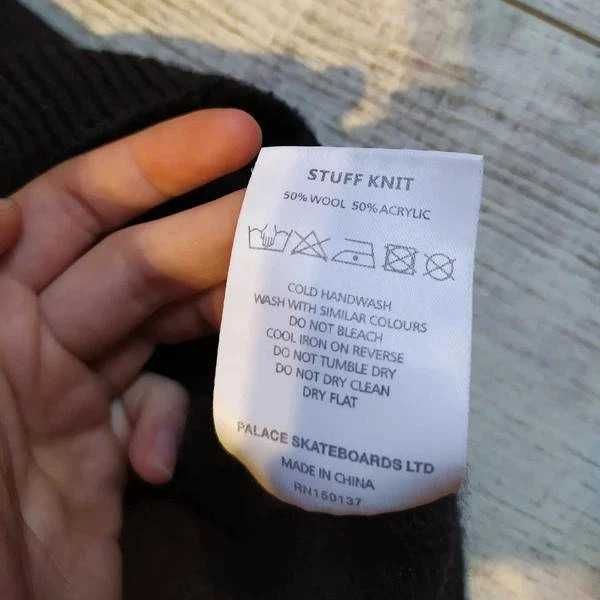 STUFF KNIT
50% WOOL 50% ACRYLIC
COLD HANDWASH
WASH WITH SIMILAR COLOURS
DO NOT BLEACH
COOL IRON ON REVERSE
DO NOT TUMBLE DRY
DO NOT DRY CLEAN
DRY FLAT
PALACE SKATEBOARDS LTD
MADE IN CHINA
RN150137